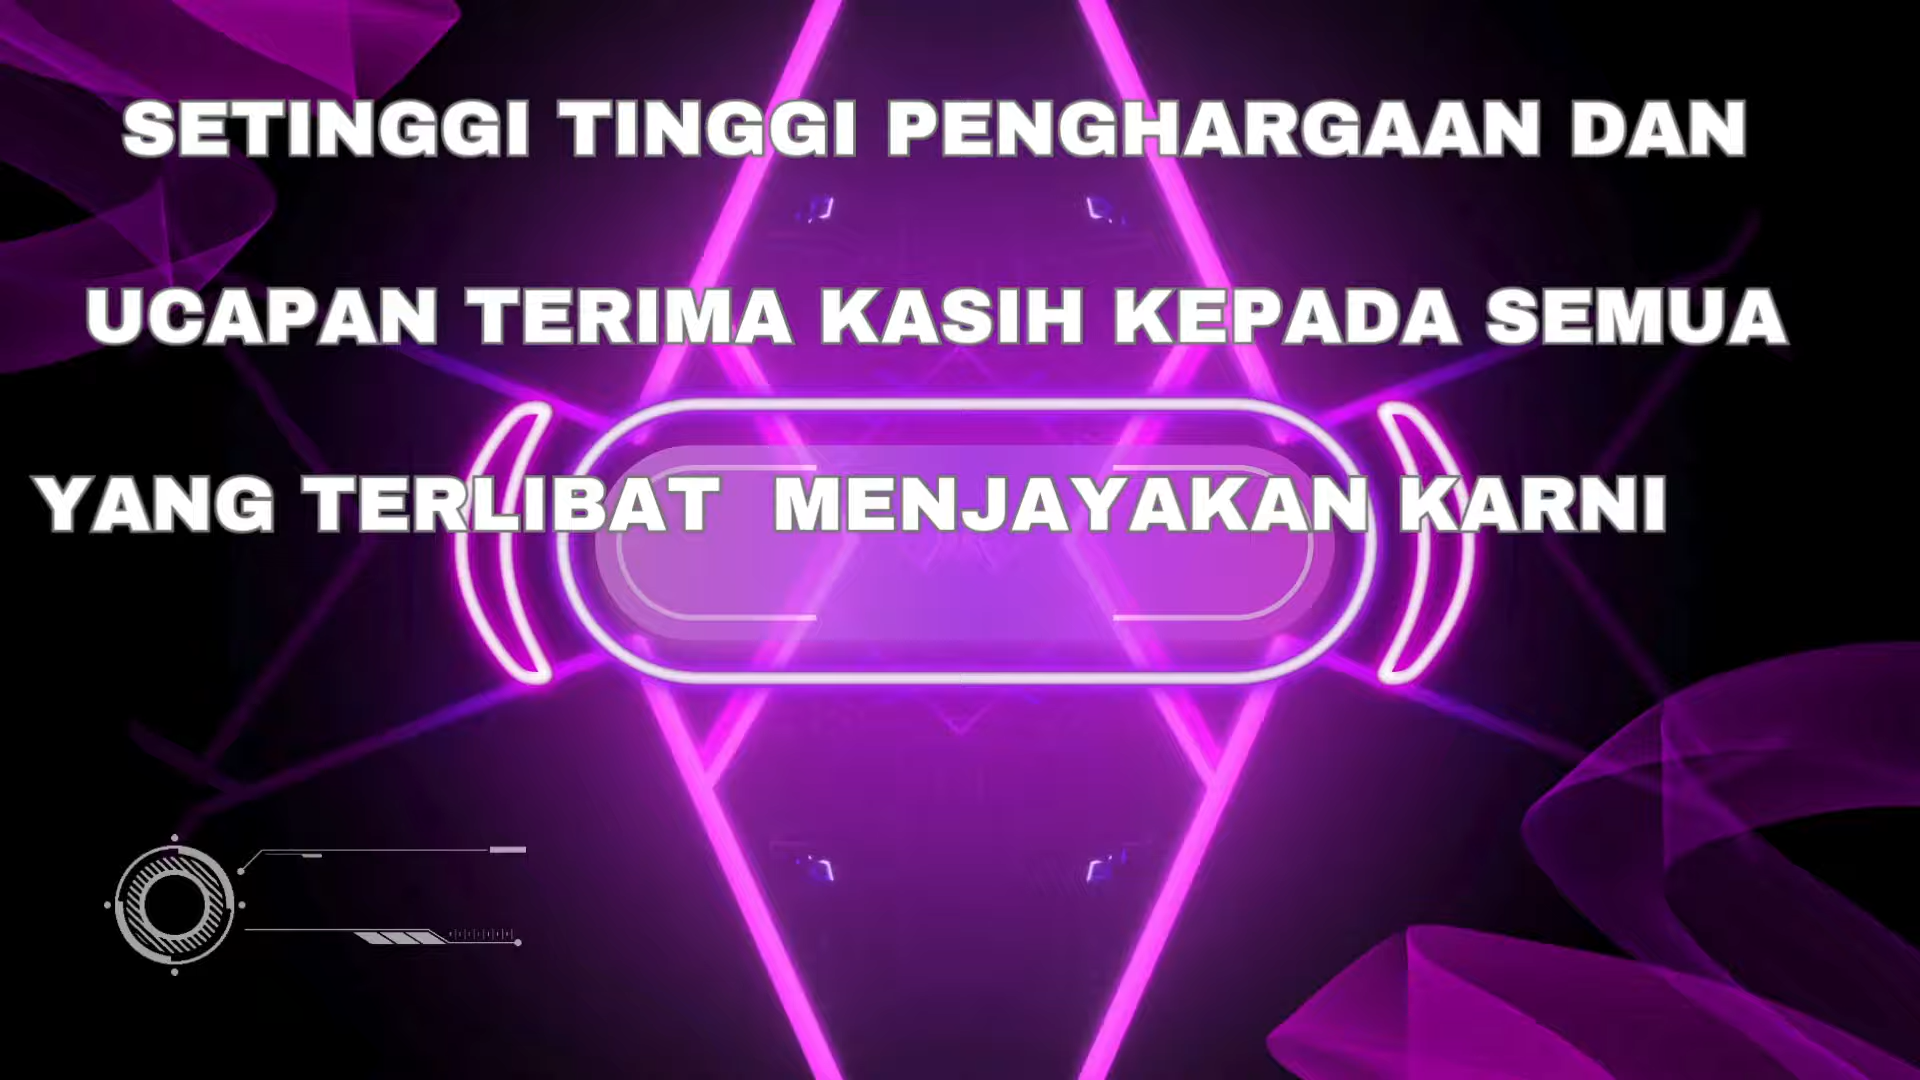 SETINGGI TINGGI PENGHARGAAN DAN
UCAPAN TERIMA KASIH KEPADA SEMUA
YANG TERLIBAT MENJAYAKAN KARNI